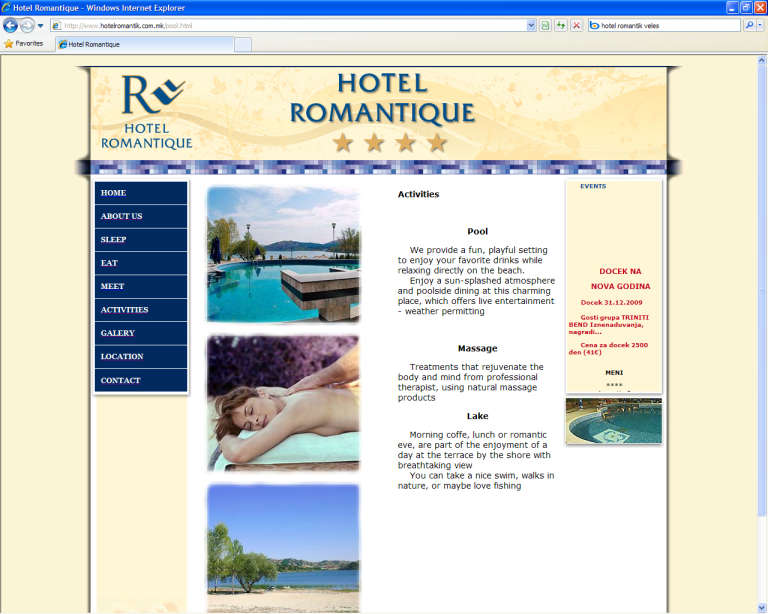 Hotel Romantique - Windows Internet Explorer
http://www.hotelromantik.com.mk/pool.html
hotel romantik veles
Favorites
Hotel Romantique
HOTEL
ROMANTIQUE
HOTEL
ROMANTIQUE
HOME
ABOUT US
SLEEP
EAT
MEET
ACTIVITIES
GALERY
LOCATION
CONTACT
Activities
Pool
We provide a fun, playful setting
to enjoy your favorite drinks while
relaxing directly on the beach.
Enjoy a sun-splashed atmosphere
and poolside dining at this charming
place, which offers live entertainment
- weather permitting
Massage
Treatments that rejuvenate the
body and mind from professional
therapist, using natural massage
products
Lake
Morning coffe, lunch or romantic
eve, are part of the enjoyment of a
day at the terrace by the shore with
breathtaking view
You can take a nice swim, walks in
nature, or maybe love fishing
EVENTS
DOCEK NA
NOVA GODINA
Docek 31.12.2009
Gosti grupa TRINITI
BEND Iznenaduvanja,
nagradi...
Cena za docek 2500
den (41€)
MENI
****